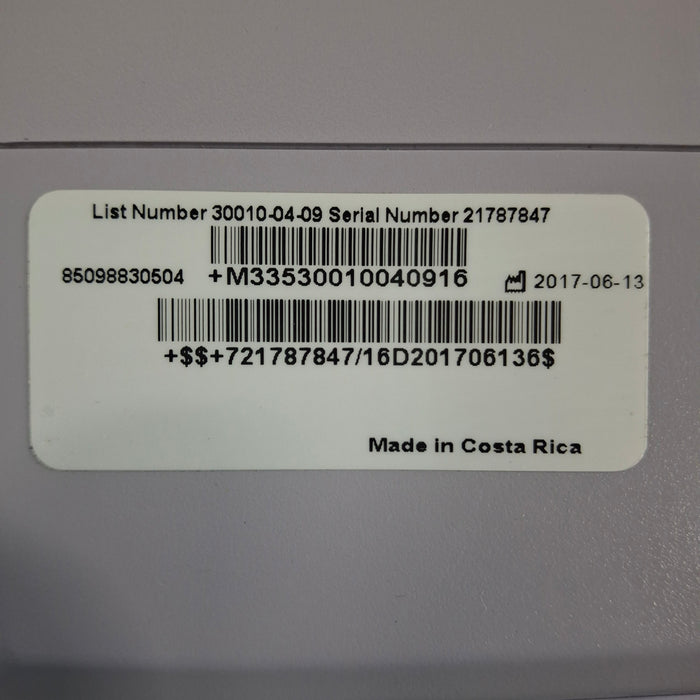 List Number 30010-04-09 Serial Number 21787847
85098830504 +M33530010040916 2017-06-13
+$$+721787847/16D201706136$
Made in Costa Rica